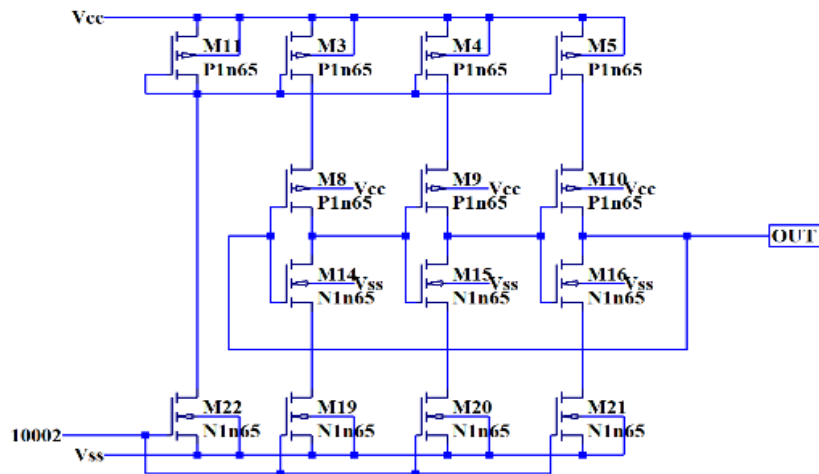 Vcc
M11 M3 M4 M5
P1n65 P1n65 P1n65 P1n65
M8 Vcc M9 Vcc M10 Vcc
P1n65 P1n65 P1n65
OUT
M14 Vss M15 Vss M16 Vss
N1n65 N1n65 N1n65
M22 M19 M20 M21
N1n65 N1n65 N1n65 N1n65
10002
Vss